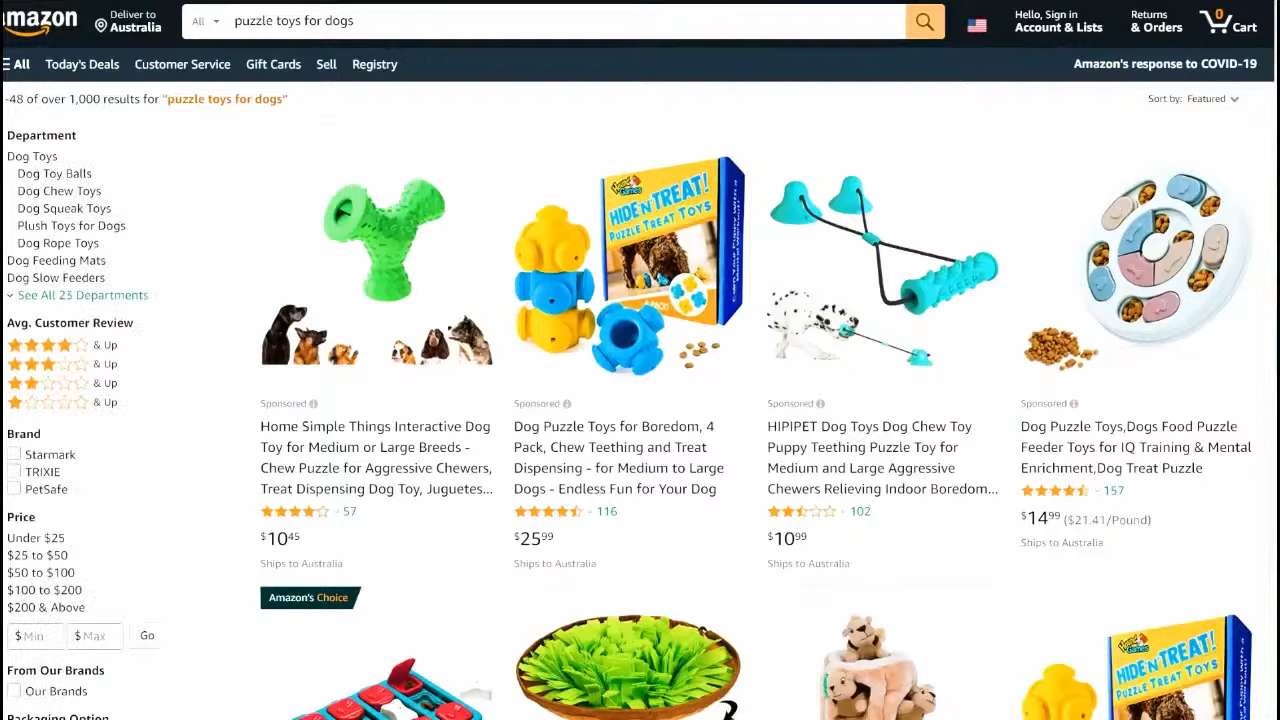 amazon
Deliver to
Australia
All
puzzle toys for dogs
Hello, Sign in
Account & Lists
Returns
& Orders
0
Cart
All
Today's Deals
Customer Service
Gift Cards
Sell
Registry
Amazon's response to COVID-19
-48 of over 1,000 results for "puzzle toys for dogs"
Sort by: Featured
Department
Dog Toys
Dog Toy Balls
Dog Chew Toys
Dog Squeak Toys
Plush Toys for Dogs
Dog Rope Toys
Dog Feeding Mats
Dog Slow Feeders
See All 23 Departments
Avg. Customer Review
& Up
& Up
& Up
& Up
Brand
Starmark
TRIXIE
PetSafe
Price
Under $25
$25 to $50
$50 to $100
$100 to $200
$200 & Above
$ Min
$ Max
Go
From Our Brands
Our Brands
Packaging Option
Sponsored
Home Simple Things Interactive Dog
Toy for Medium or Large Breeds -
Chew Puzzle for Aggressive Chewers,
Treat Dispensing Dog Toy, Juguetes...
57
$10.45
Ships to Australia
HIDE N' TREAT!
PUZZLE TREAT TOYS
Sponsored
Dog Puzzle Toys for Boredom, 4
Pack, Chew Teething and Treat
Dispensing - for Medium to Large
Dogs - Endless Fun for Your Dog
116
$25.99
Ships to Australia
Sponsored
HIPIPET Dog Toys Dog Chew Toy
Puppy Teething Puzzle Toy for
Medium and Large Aggressive
Chewers Relieving Indoor Boredom...
102
$10.99
Ships to Australia
Sponsored
Dog Puzzle Toys,Dogs Food Puzzle
Feeder Toys for IQ Training & Mental
Enrichment,Dog Treat Puzzle
157
$14.99 ($21.41/Pound)
Ships to Australia
Amazon's Choice
HIDE N' TREAT!
PUZZLE TREAT TOYS